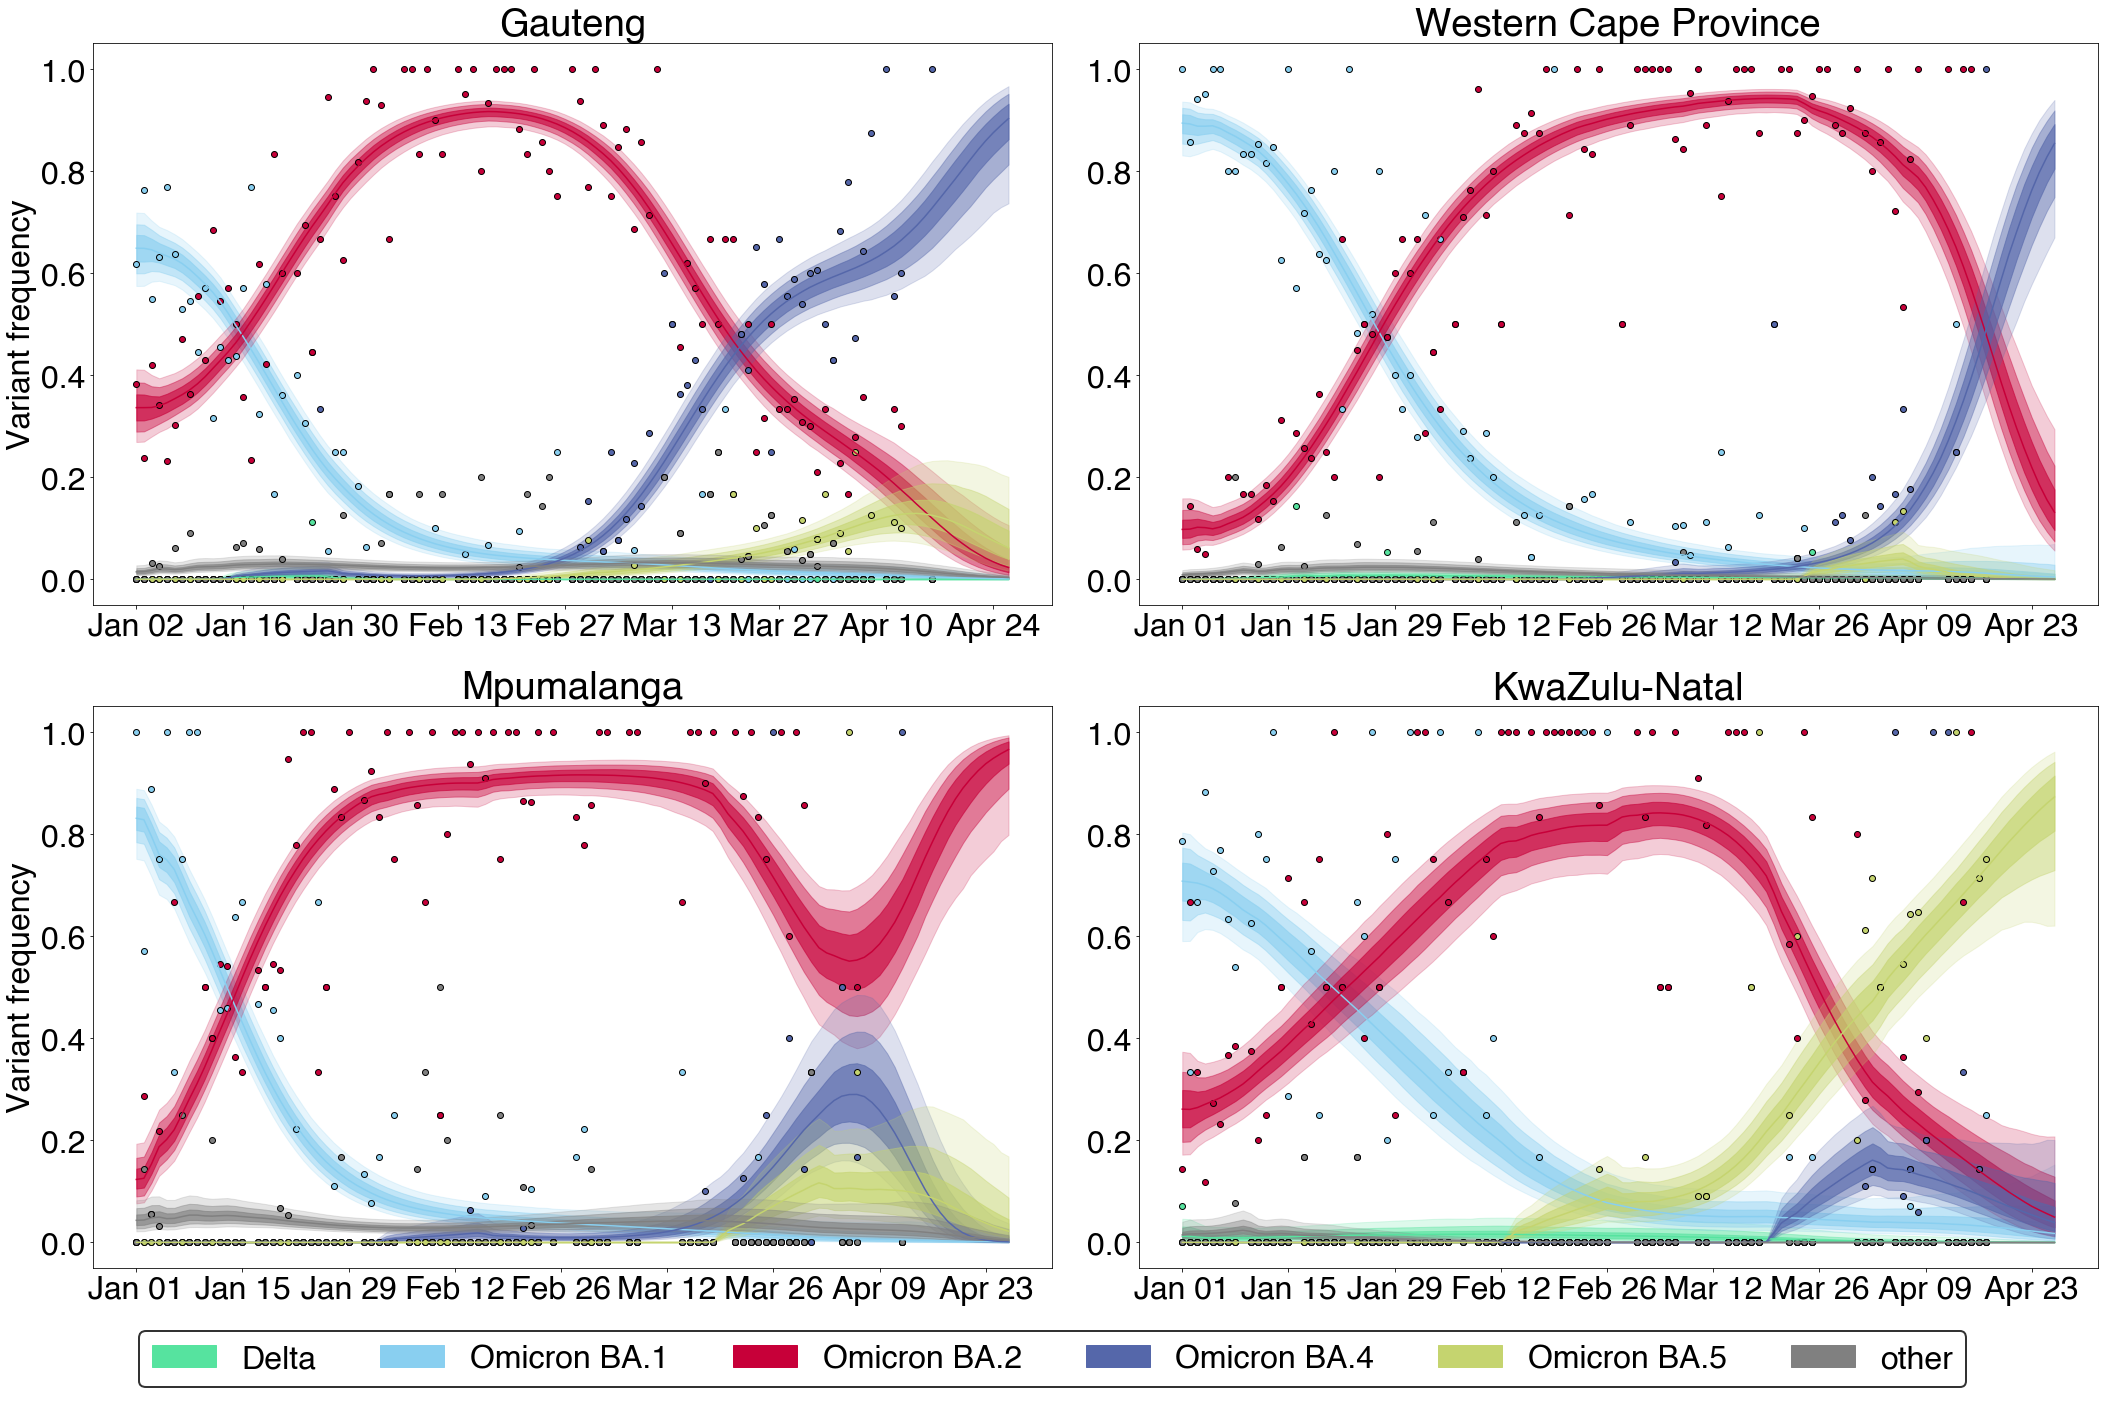 Gauteng
Western Cape Province
Variant frequency
1.0
0.8
0.6
0.4
0.2
0.0
Jan 02 Jan 16 Jan 30 Feb 13 Feb 27 Mar 13 Mar 27 Apr 10 Apr 24
1.0
0.8
0.6
0.4
0.2
0.0
Jan 01 Jan 15 Jan 29 Feb 12 Feb 26 Mar 12 Mar 26 Apr 09 Apr 23
Mpumalanga
KwaZulu-Natal
Variant frequency
1.0
0.8
0.6
0.4
0.2
0.0
Jan 01 Jan 15 Jan 29 Feb 12 Feb 26 Mar 12 Mar 26 Apr 09 Apr 23
1.0
0.8
0.6
0.4
0.2
0.0
Jan 01 Jan 15 Jan 29 Feb 12 Feb 26 Mar 12 Mar 26 Apr 09 Apr 23
Delta Omicron BA.1 Omicron BA.2 Omicron BA.4 Omicron BA.5 other